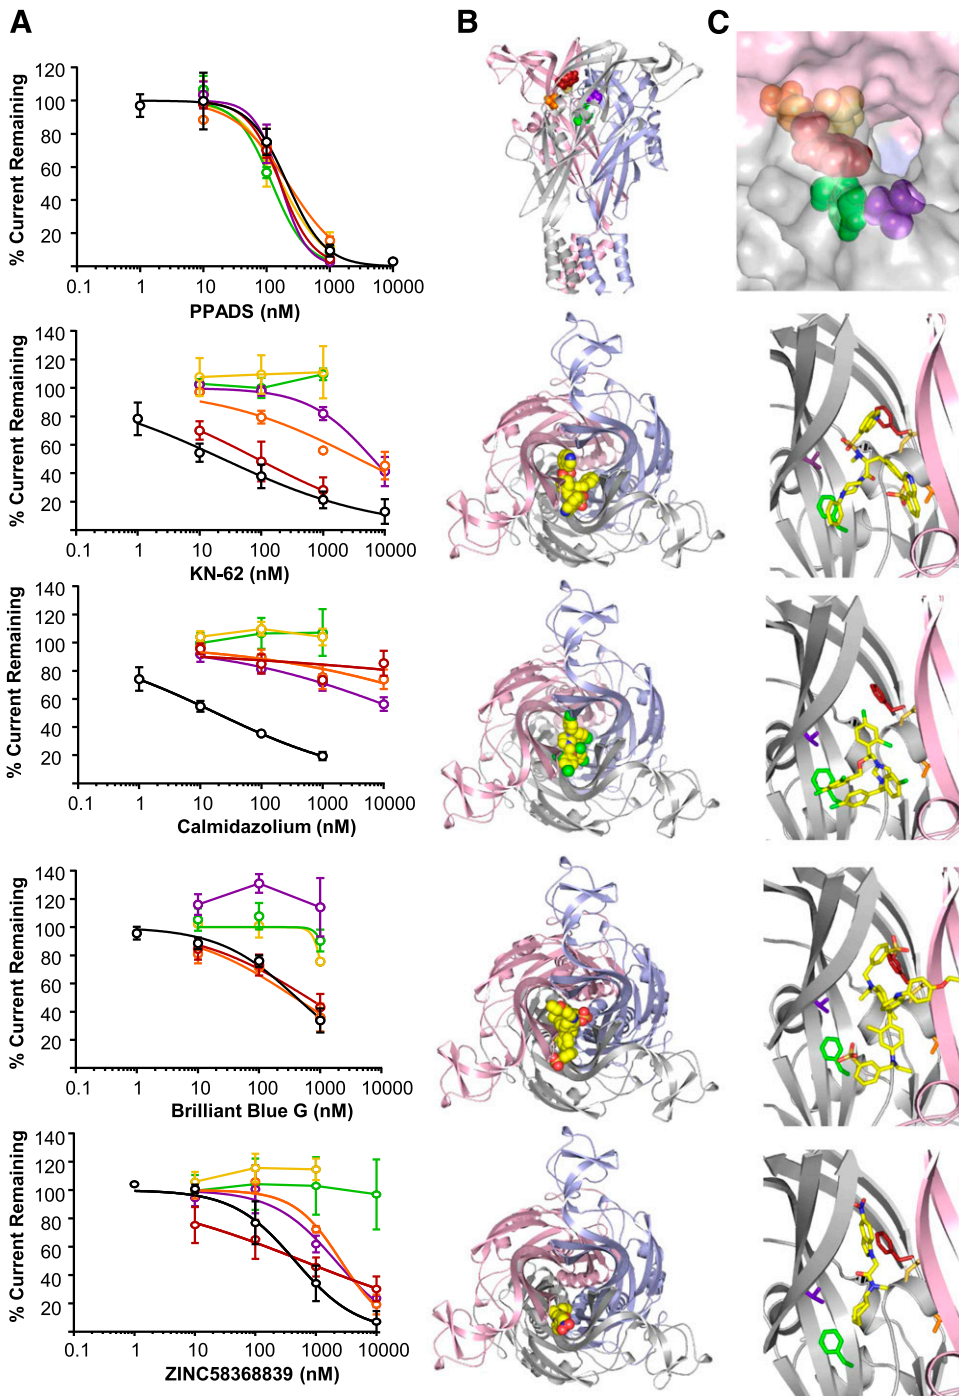 A
B
C
% Current Remaining
120
100
80
60
40
20
0.1 1 10 100 1000 10000
PPADS (nM)
% Current Remaining
140
120
100
80
60
40
20
0.1 1 10 100 1000 10000
KN-62 (nM)
% Current Remaining
140
120
100
80
60
40
20
0.1 1 10 100 1000 10000
Calmidazolium (nM)
% Current Remaining
140
120
100
80
60
40
20
0.1 1 10 100 1000 10000
Brilliant Blue G (nM)
% Current Remaining
140
120
100
80
60
40
20
0.1 1 10 100 1000 10000
ZINC58368839 (nM)